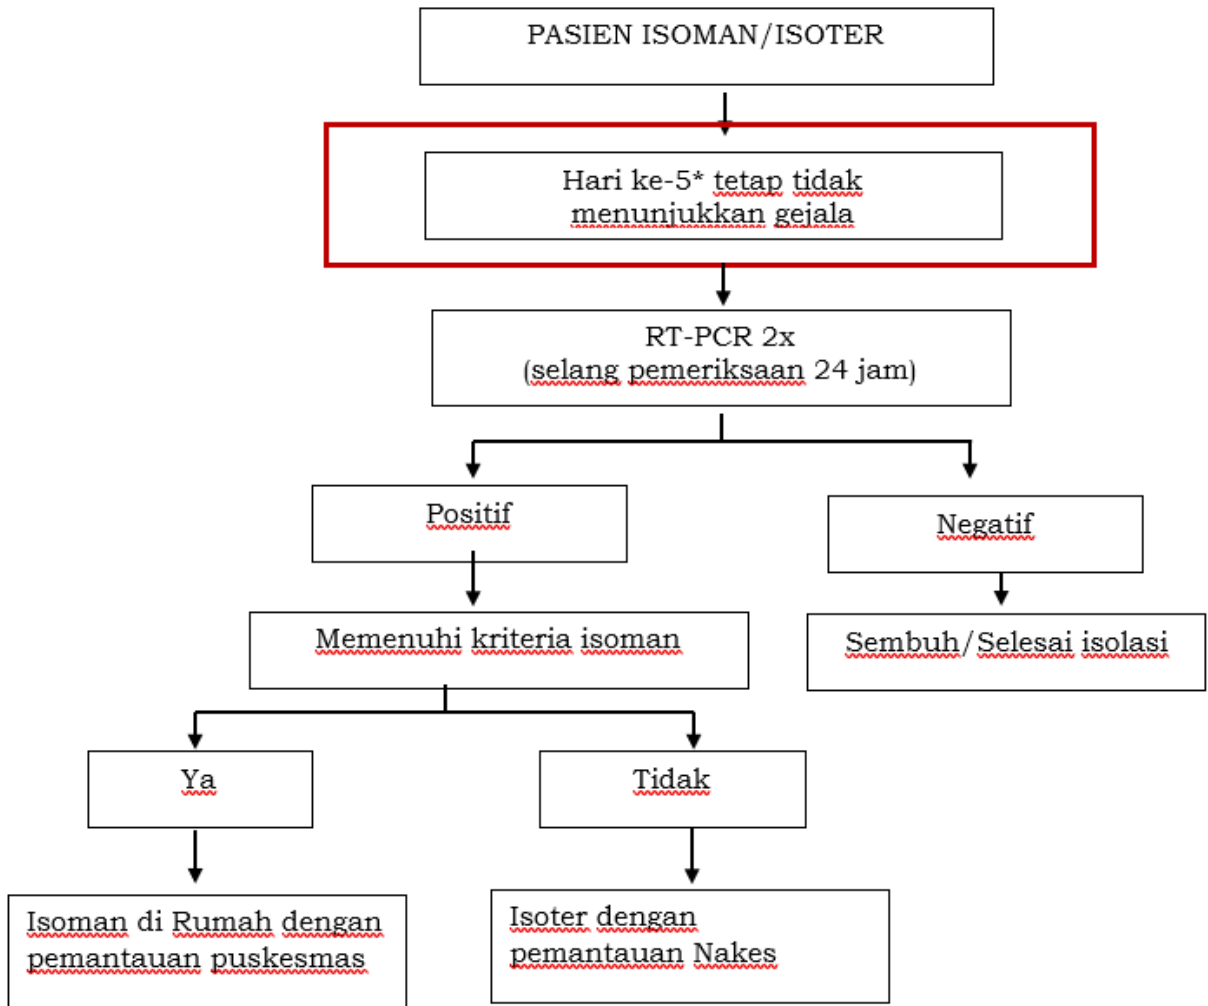 PASIEN ISOMAN/ISOTER
Hari ke-5* tetap tidak
menunjukkan gejala
RT-PCR 2x
(selang pemeriksaan 24 jam)
Positif
Negatif
Memenuhi kriteria isoman
Sembuh/Selesai isolasi
Ya
Tidak
Isoman di Rumah dengan
pemantauan puskesmas
Isoter dengan
pemantauan Nakes